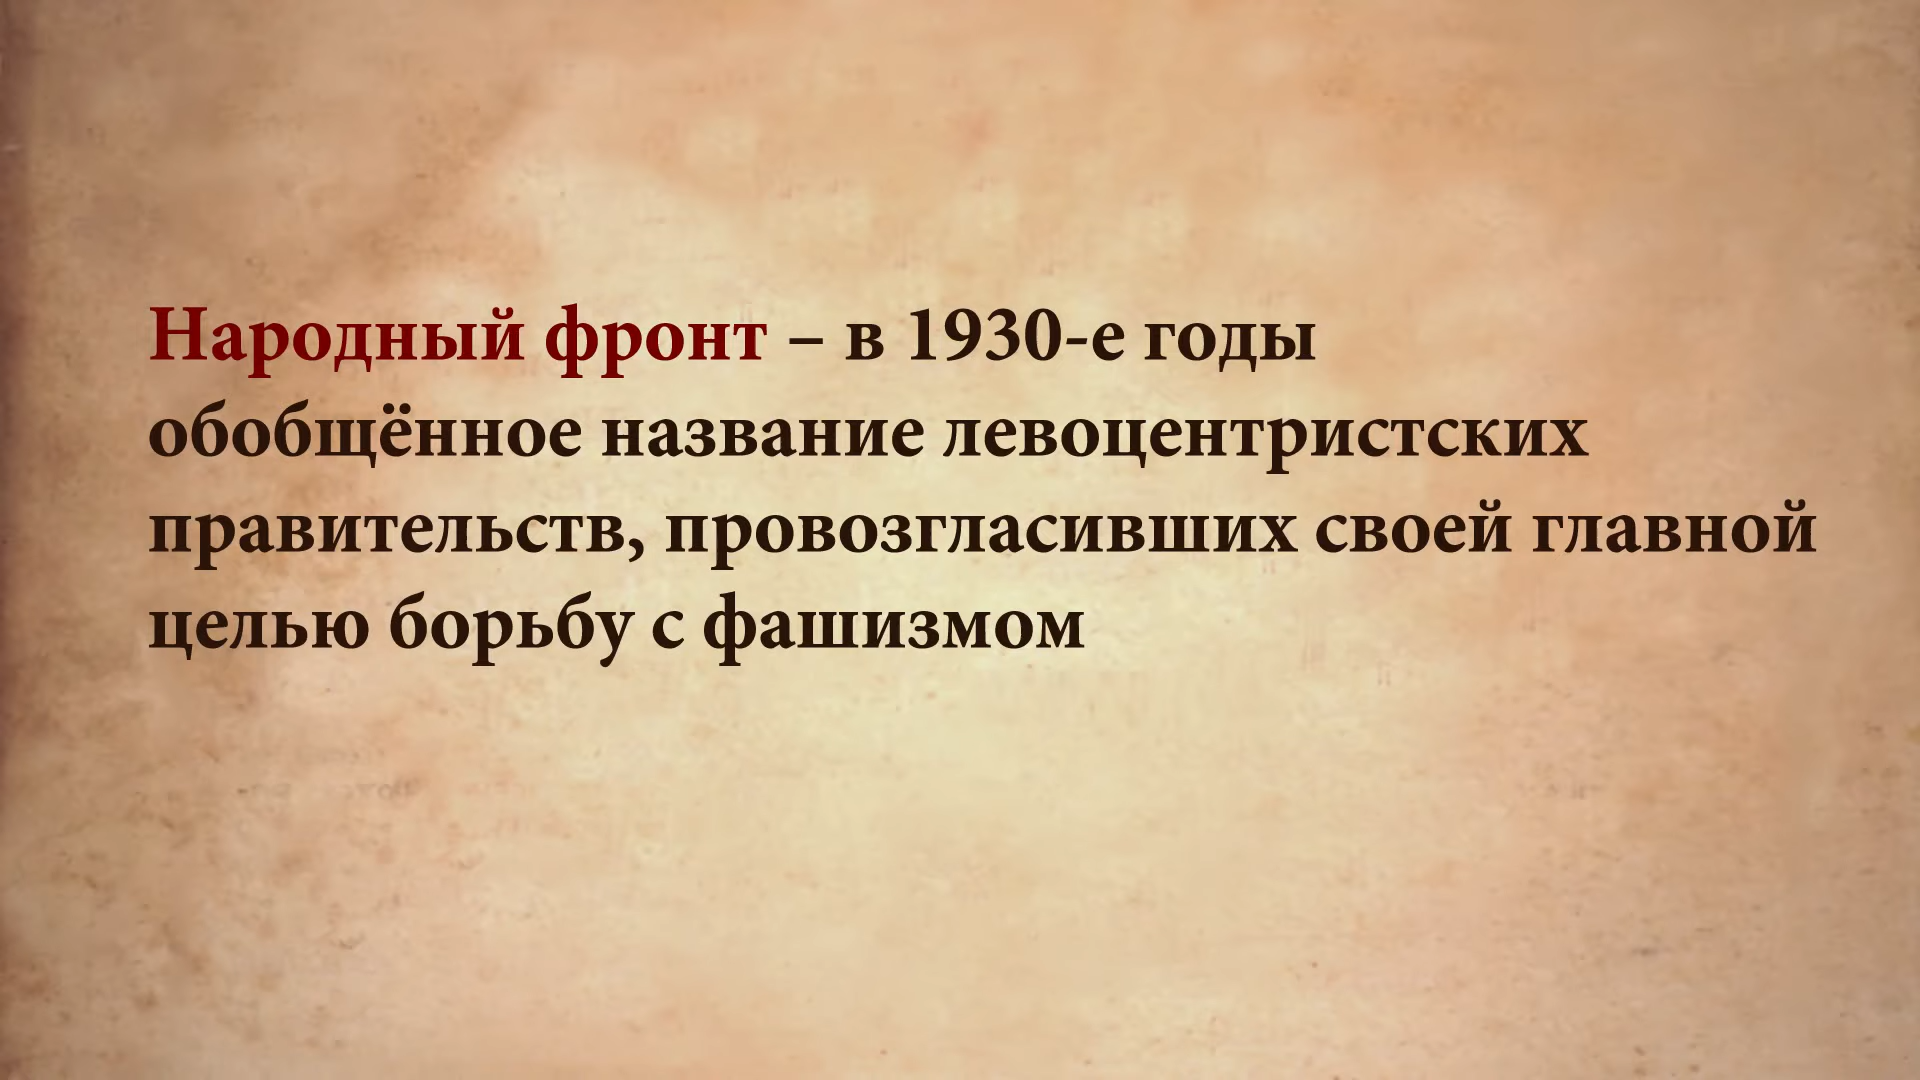 Народный фронт – в 1930-е годы
обобщённое название левоцентристских
правительств, провозгласивших своей главной
целью борьбу с фашизмом